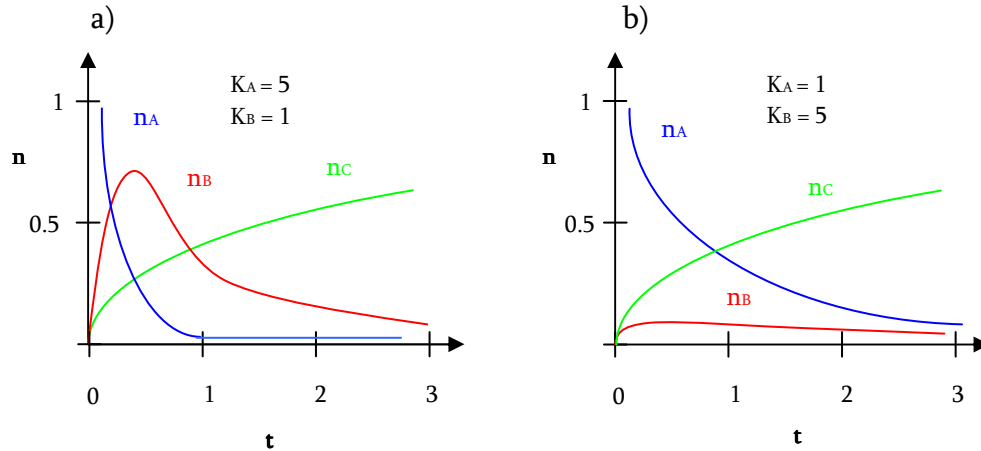 a)
KA = 5
KB = 1
1
nA
n
nB
nC
0.5
0
1
2
3
t
b)
KA = 1
KB = 5
1
nA
n
nC
0.5
nB
0
1
2
3
t